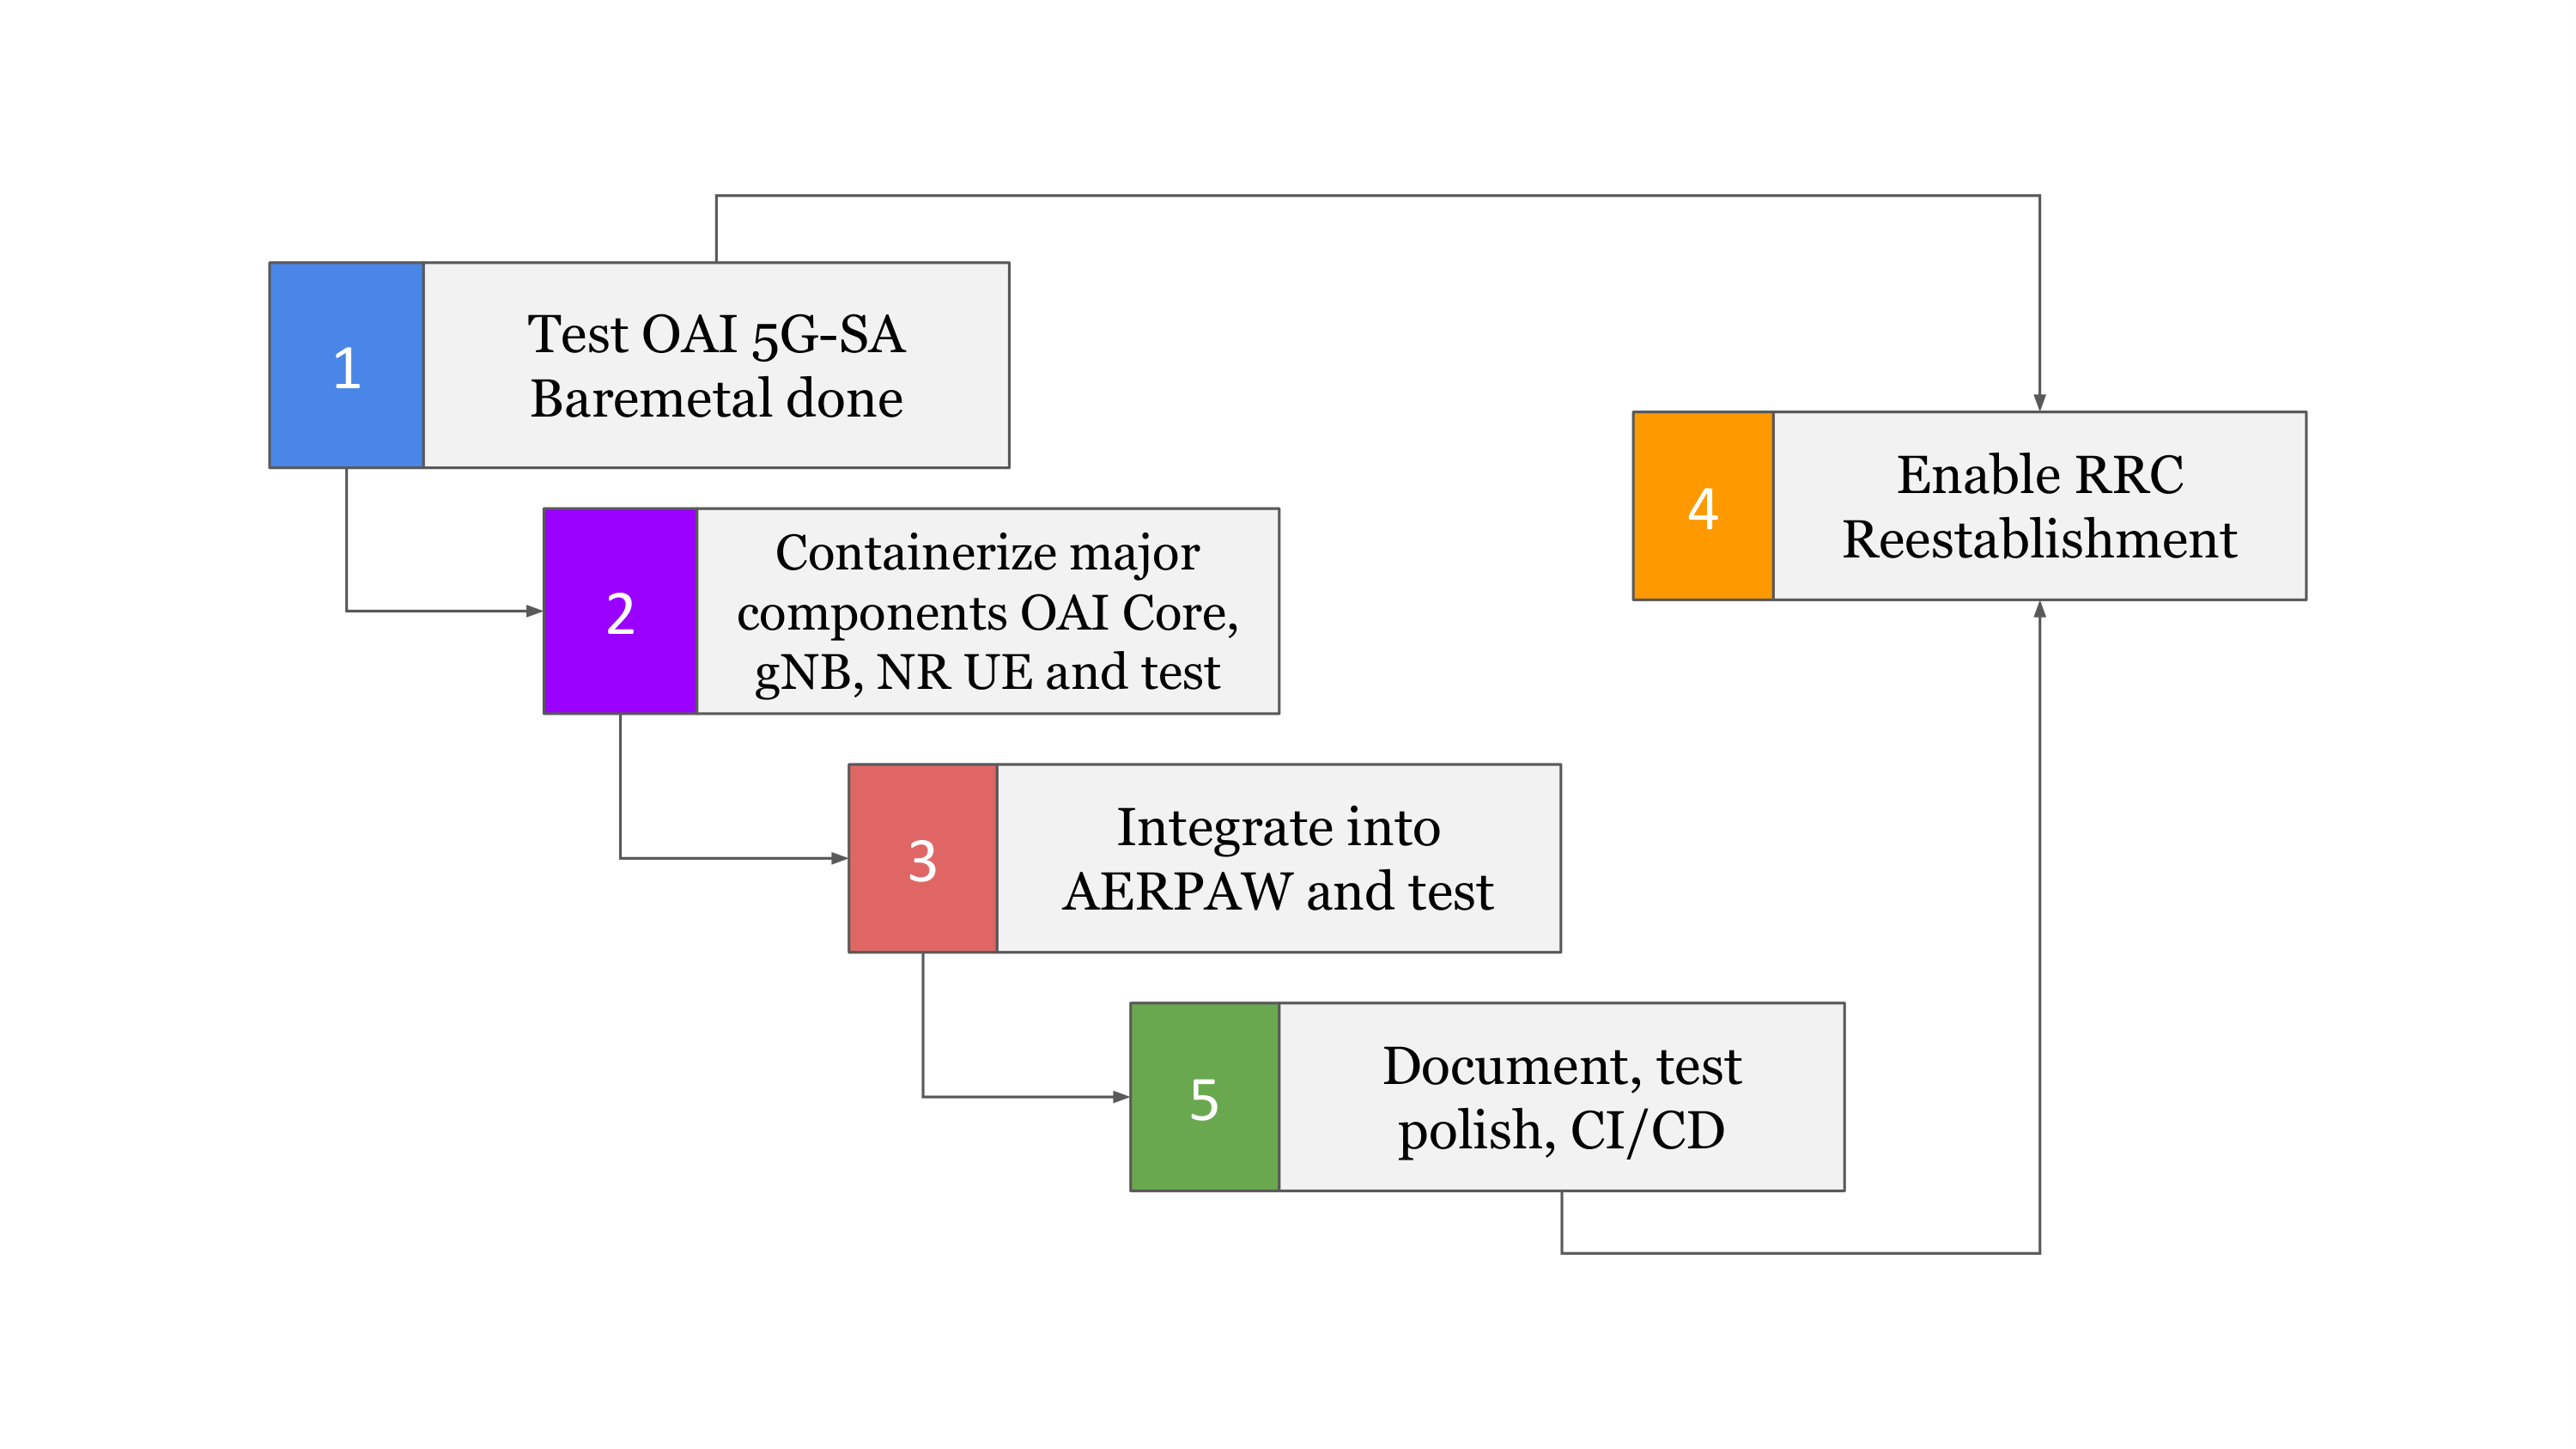 1
Test OAI 5G-SA
Baremetal done
2
Containerize major
components OAI Core,
gNB, NR UE and test
3
Integrate into
AERPAW and test
4
Enable RRC
Reestablishment
5
Document, test
polish, CI/CD